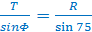 T/sinΦ = R/sin 75